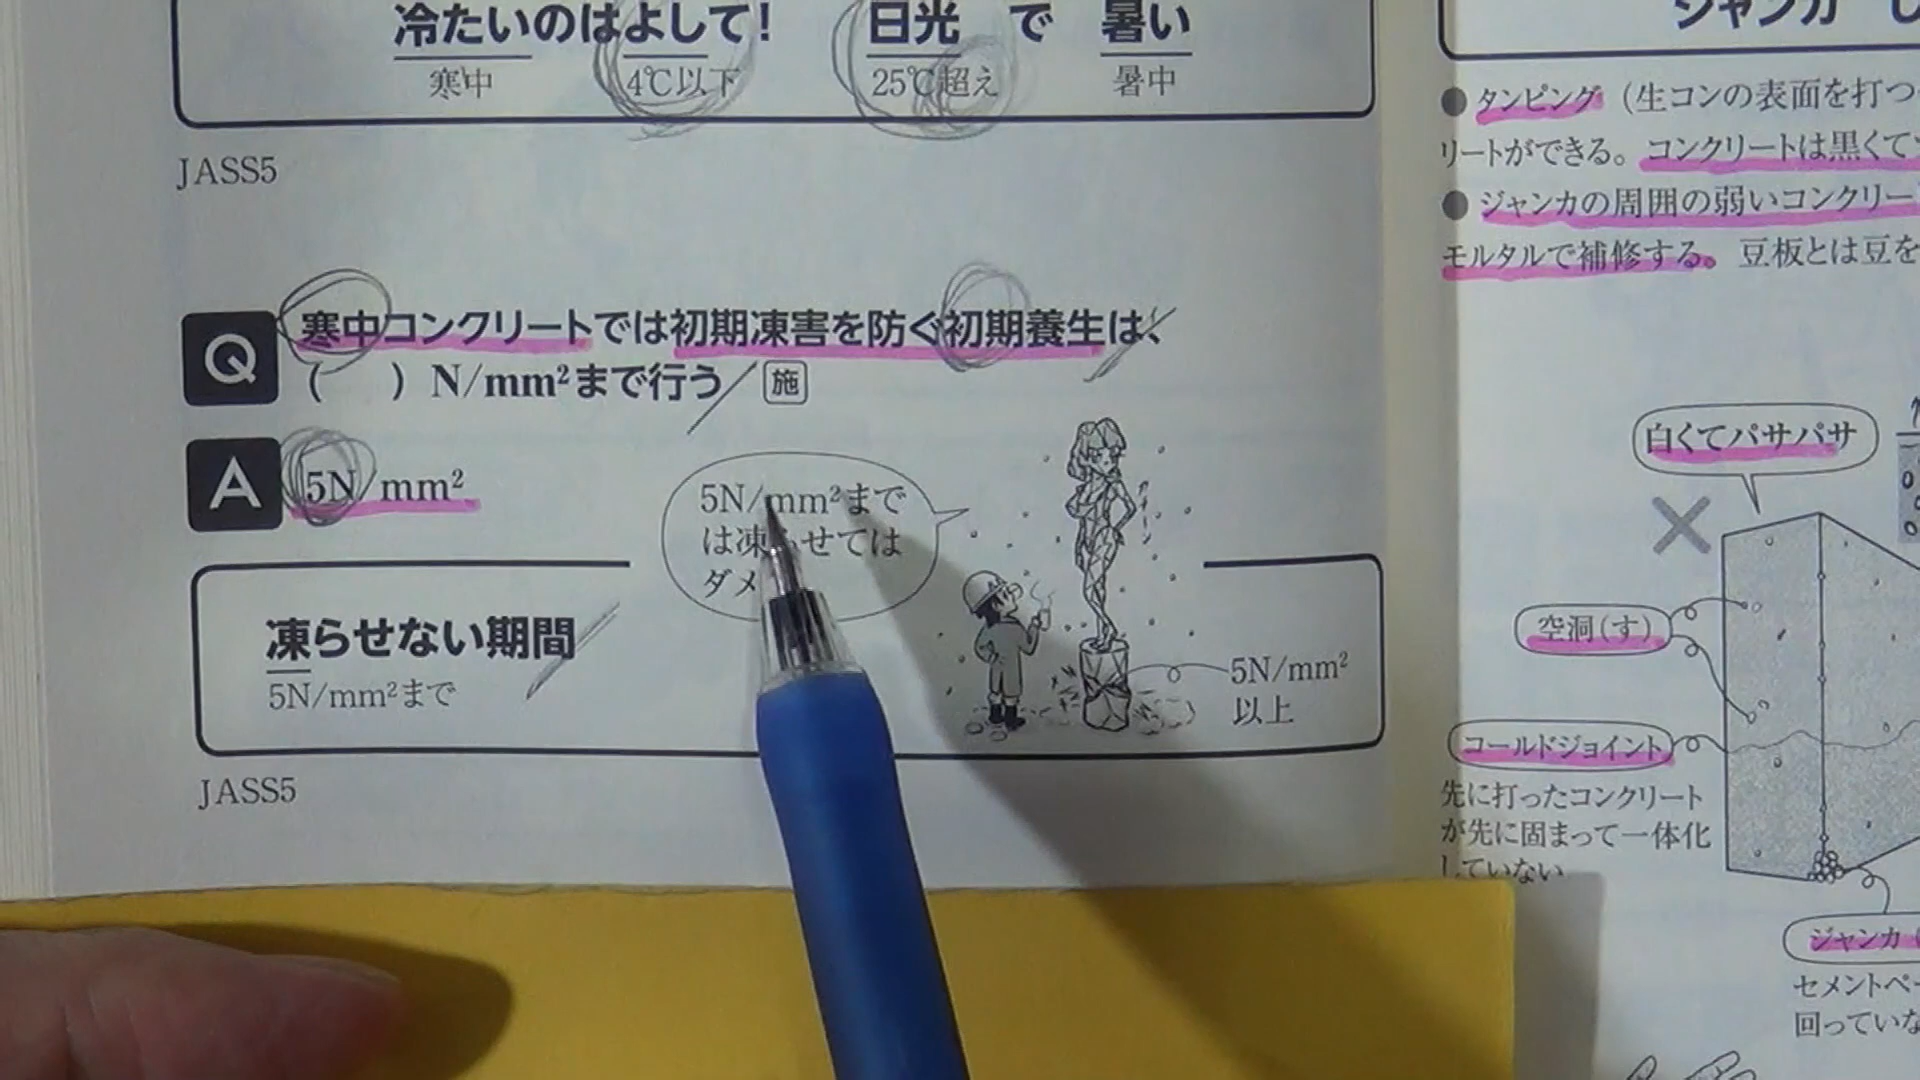 冷たいのはよして! 日光 で 暑い
寒中 4℃以下 25℃超え 暑中
JASS5
Q 寒中コンクリートでは初期凍害を防ぐ初期養生は、
( ) N/mm²まで行う 施
A 5N/mm²
5N/mm²まで
は凍らせては
ダメ
凍らせない期間
5N/mm²まで
5N/mm²
以上
JASS5
ジャンカ
●タンピング(生コンの表面を打つ
リートができる。コンクリートは黒くて
●ジャンカの周囲の弱いコンクリー
モルタルで補修する。豆板とは豆を
白くてパサパサ
空洞(す)
コールドジョイント
先に打ったコンクリート
が先に固まって一体化
していない
ジャンカ
セメントペー
回っていな